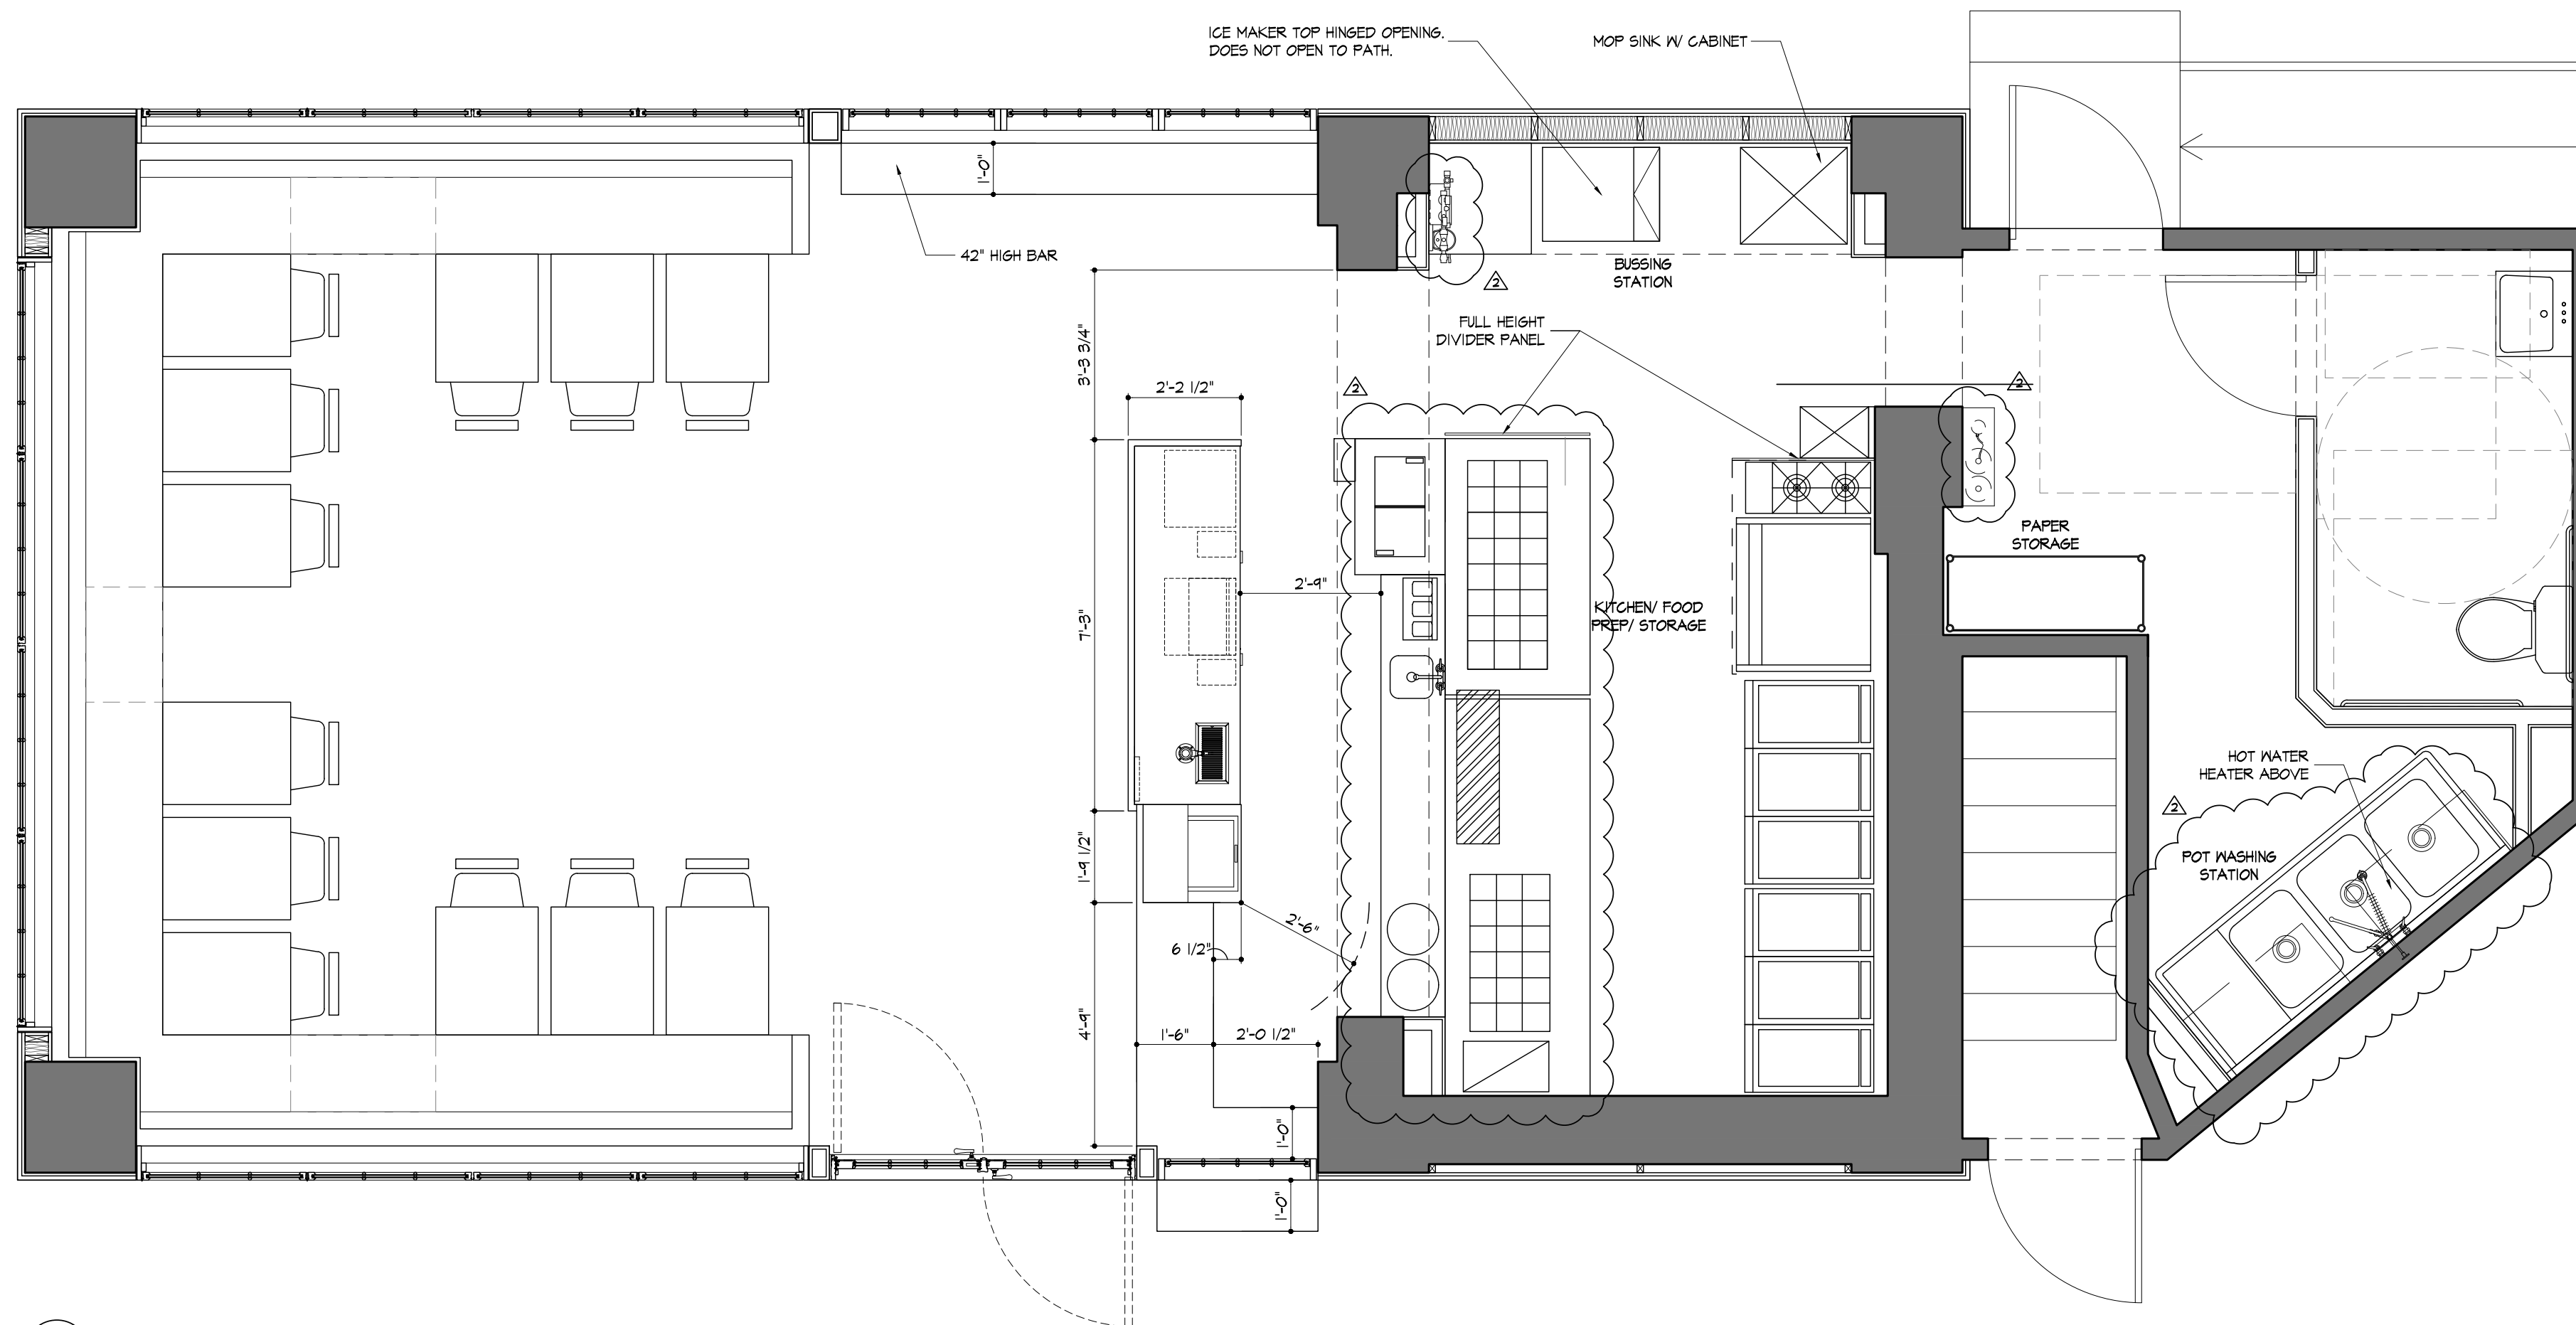 ICE MAKER TOP HINGED OPENING.
DOES NOT OPEN TO PATH.
MOP SINK W/ CABINET
1'-0"
42" HIGH BAR
BUSSING
STATION
2
FULL HEIGHT
DIVIDER PANEL
3'-3 3/4"
2'-2 1/2"
2
2
PAPER
STORAGE
2'-9"
7'-3"
KITCHEN/ FOOD
PREP/ STORAGE
HOT WATER
HEATER ABOVE
2
POT WASHING
STATION
1'-9 1/2"
2'-6"
6 1/2"
4'-9"
1'-6"
2'-0 1/2"
1'-0"
1'-0"